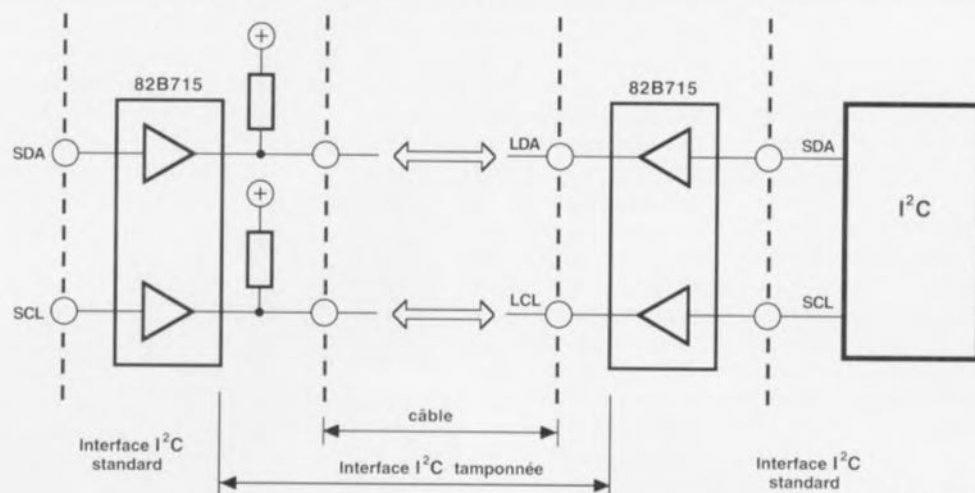 82B715
82B715
SDA
LDA
SDA
I²C
SCL
LCL
SCL
câble
Interface I²C
standard
Interface I²C tamponnée
Interface I²C
standard